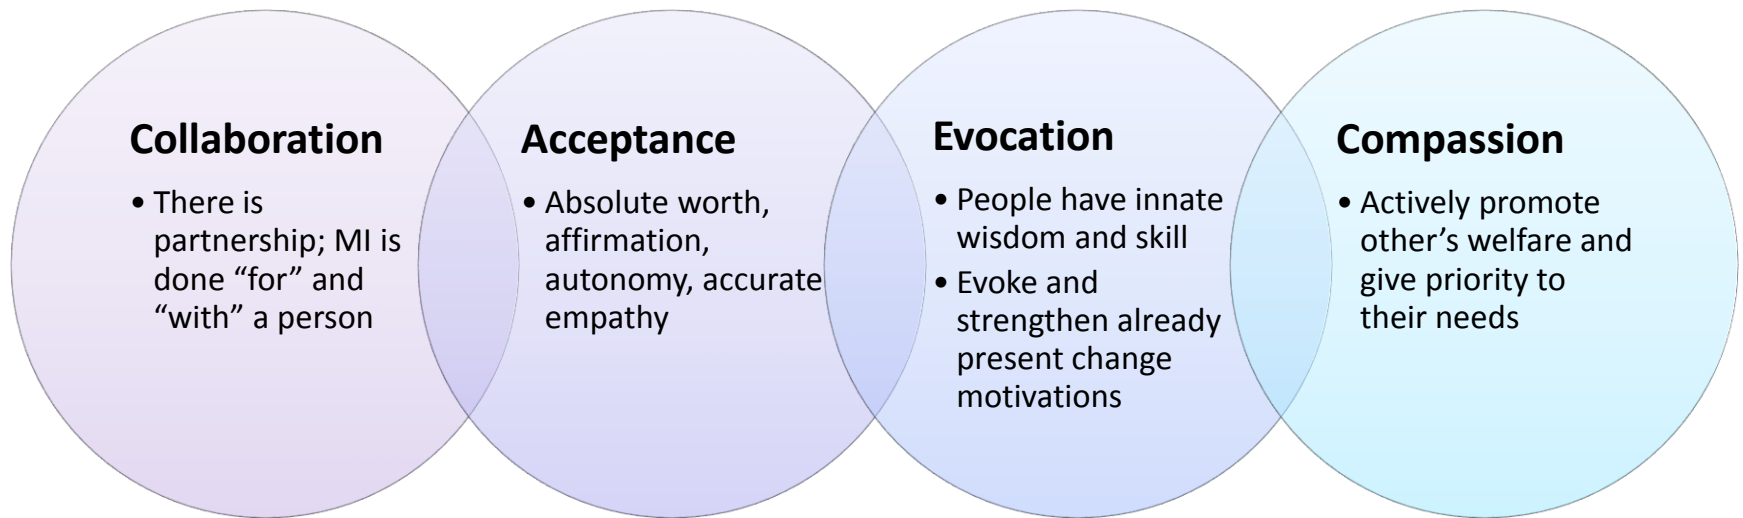 Collaboration
• There is
partnership; MI is
done “for” and
“with” a person
Acceptance
• Absolute worth,
affirmation,
autonomy, accurate
empathy
Evocation
• People have innate
wisdom and skill
• Evoke and
strengthen already
present change
motivations
Compassion
• Actively promote
other’s welfare and
give priority to
their needs